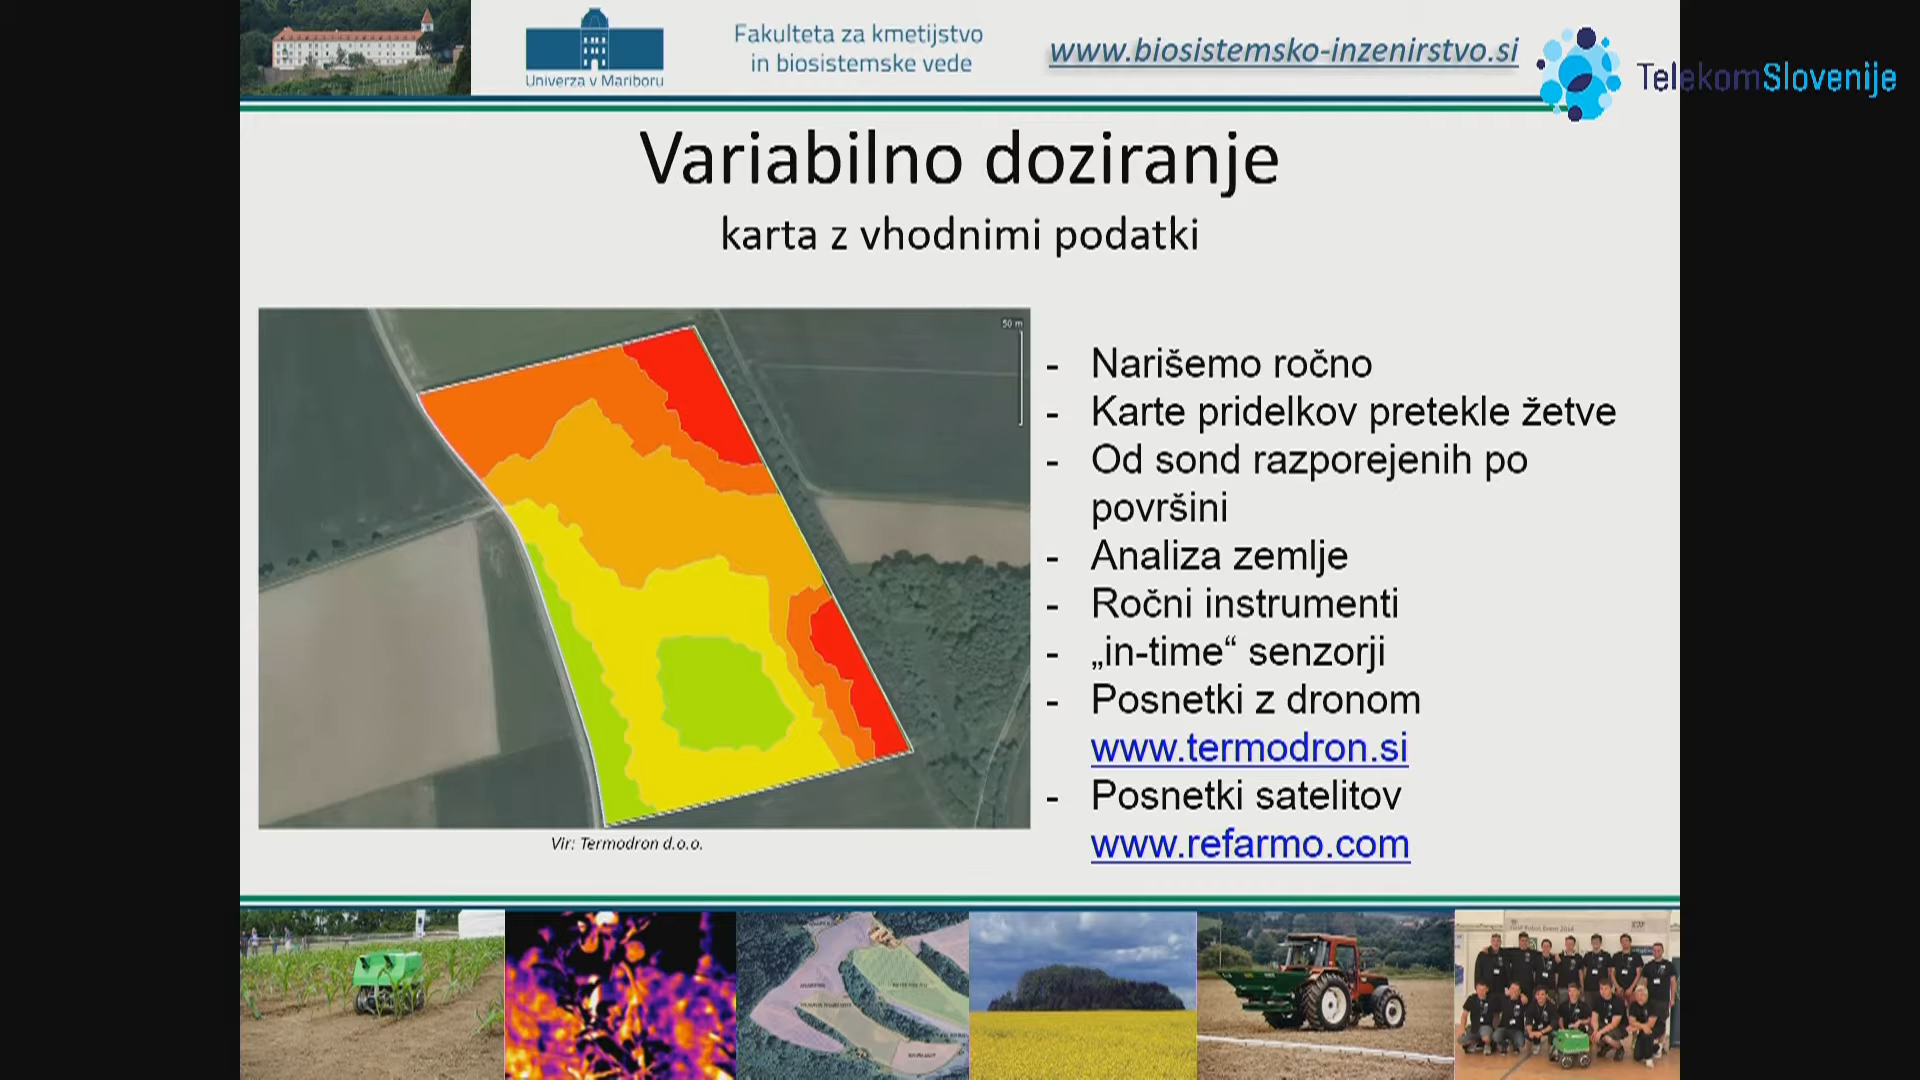 Univerza v Mariboru
Fakulteta za kmetijstvo
in biosistemske vede
www.biosistemsko-inzenirstvo.si
TelekomSlovenije
Variabilno doziranje
karta z vhodnimi podatki
50 m
- Narišemo ročno
- Karte pridelkov pretekle žetve
- Od sond razporejenih po
površini
- Analiza zemlje
- Ročni instrumenti
- „in-time“ senzorji
- Posnetki z dronom
www.termodron.si
- Posnetki satelitov
www.refarmo.com
Vir: Termodron d.o.o.